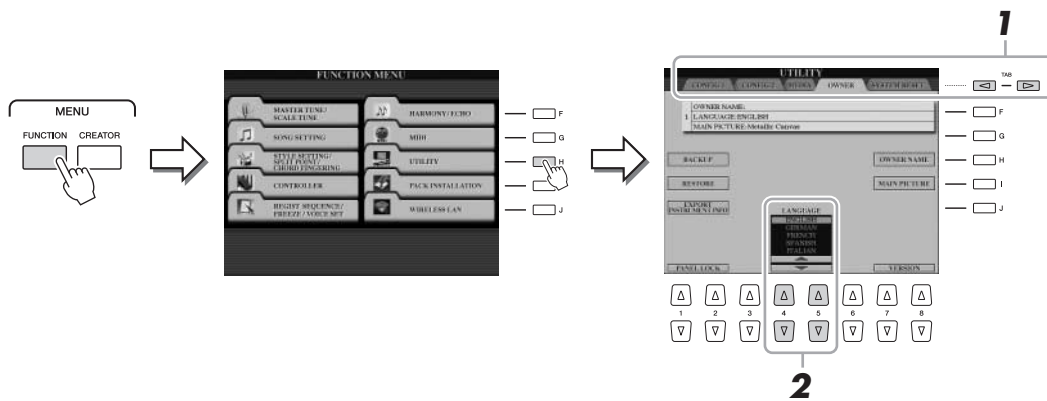 MENU
FUNCTION CREATOR
FUNCTION MENU
MASTER TUNE/
SCALE TUNE
SONG SETTING
STYLE SETTING/
SPLIT POINT/
CHORD FINGERING
CONTROLLER
REGIST SEQUENCE/
FREEZE / VOICE SET
HARMONY / ECHO
MIDI
UTILITY
PACK INSTALLATION
WIRELESS LAN
F
G
H
J
1
UTILITY
CONFIG 1 CONFIG 2 MEDIA OWNER SYSTEM RESET
TAB
OWNER NAME:
1 LANGUAGE:ENGLISH
MAIN PICTURE:Metallic Canvas
BACKUP
RESTORE
EXPORT
INSTRUMENT INFO
PANEL LOCK
LANGUAGE
ENGLISH
GERMAN
FRENCH
SPANISH
ITALIAN
OWNER NAME
MAIN PICTURE
VERSION
F
G
H
I
J
1 2 3 4 5 6 7 8
2